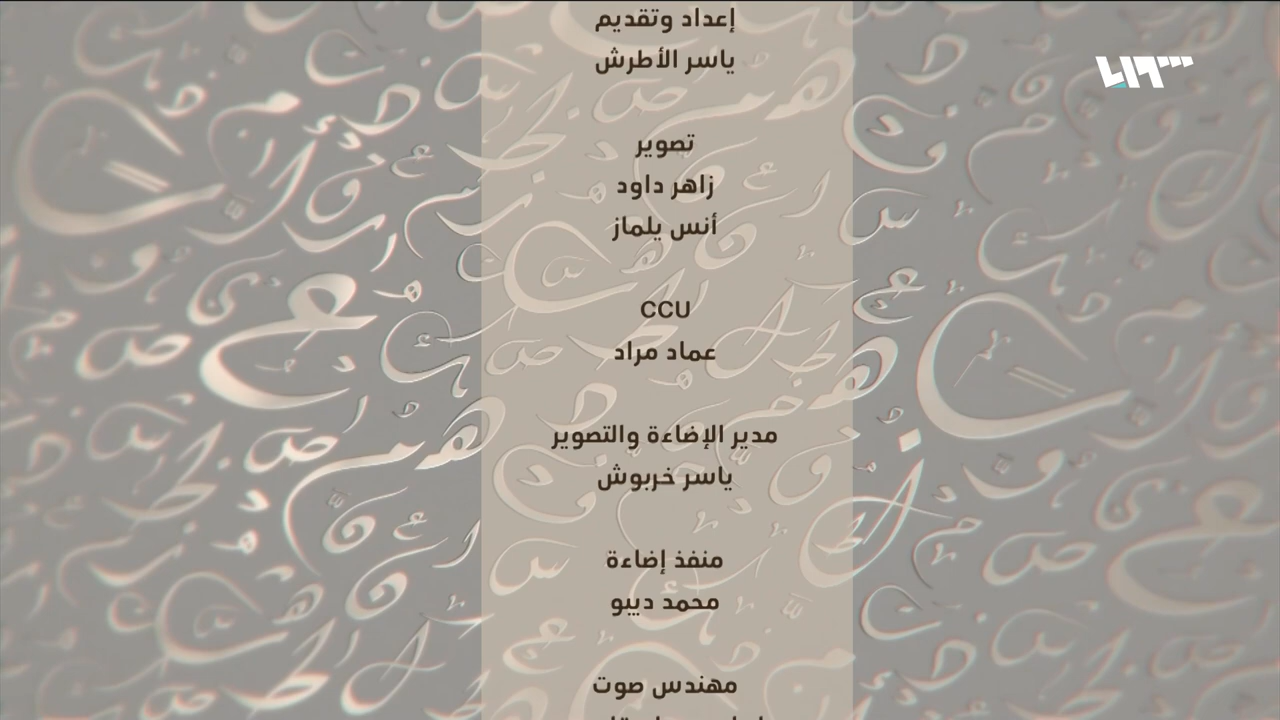 إعداد وتقديم
ياسر الأطرش
تصوير
زاهر داود
أنس يلماز
CCU
عماد مراد
مدير الإضاءة والتصوير
ياسر خربوش
منفذ إضاءة
محمد ديبو
مهندس صوت